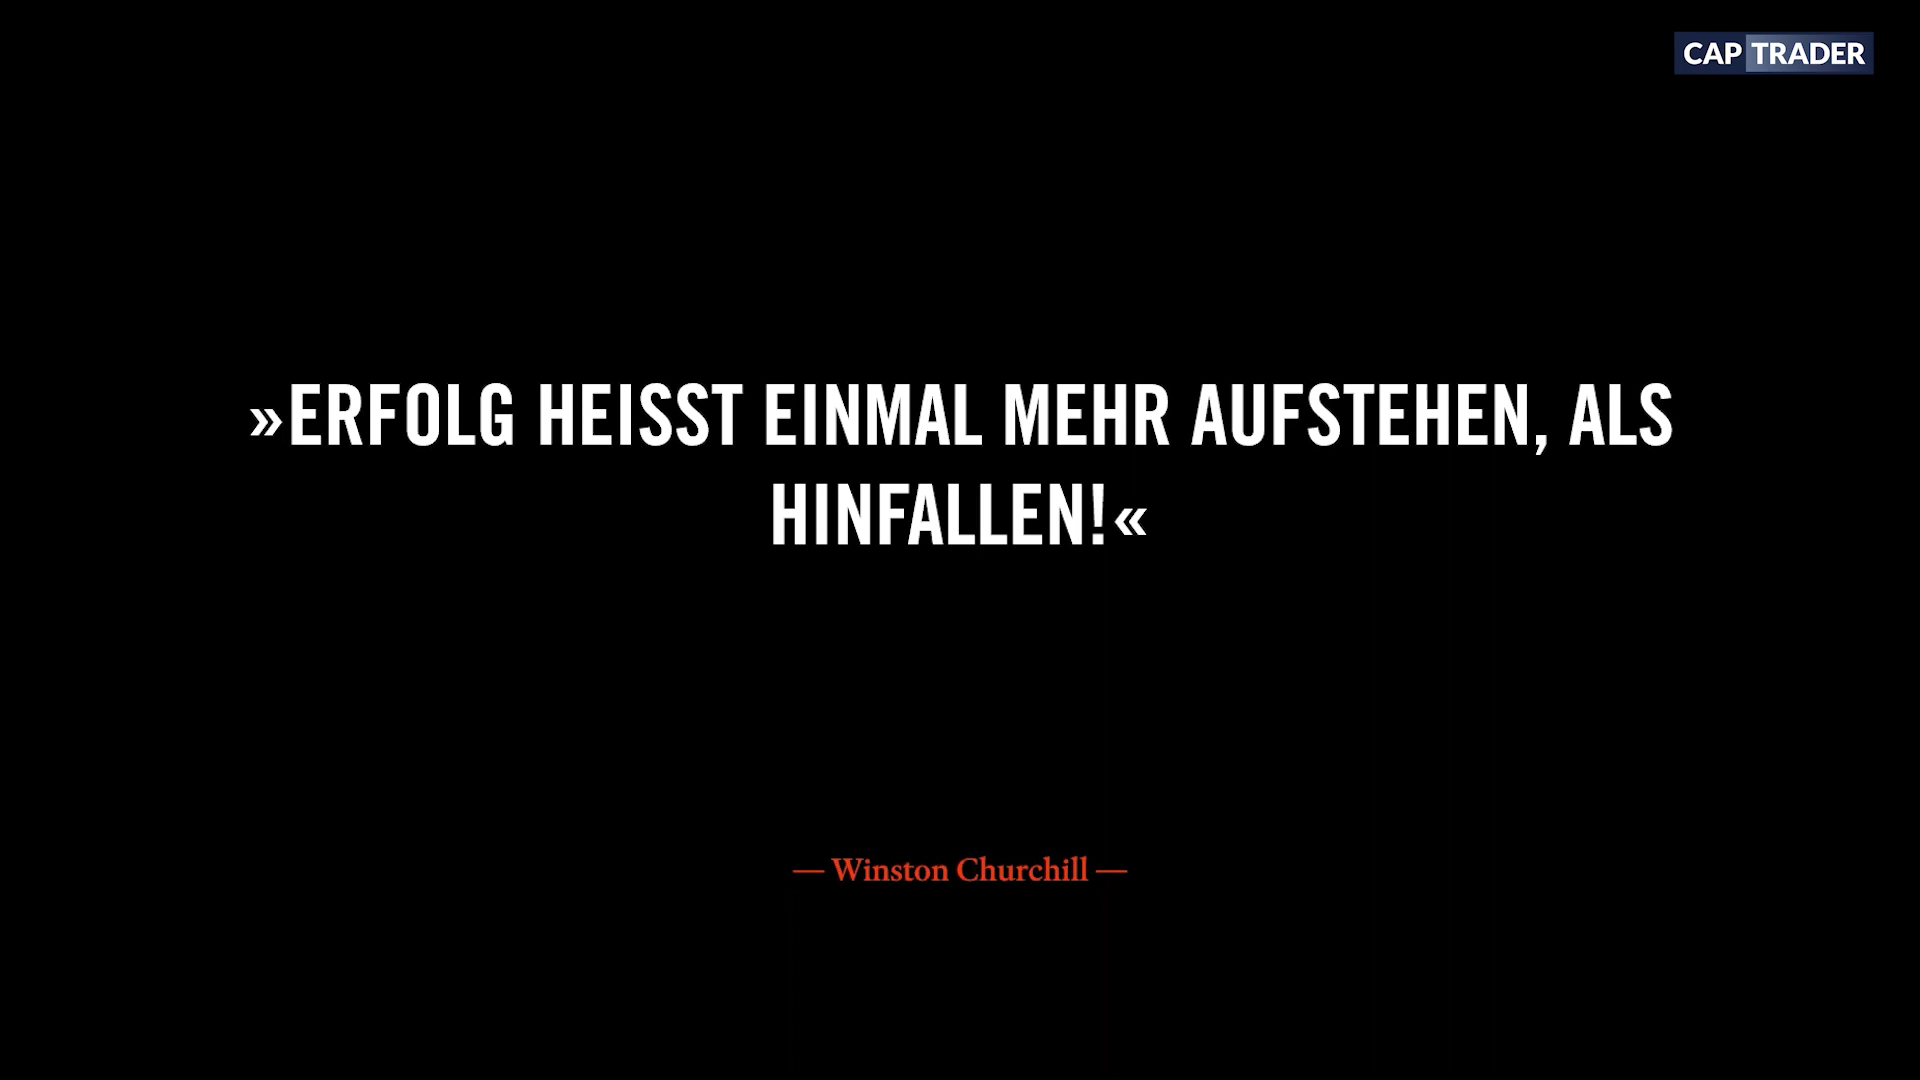 CAP TRADER
»ERFOLG HEISST EINMAL MEHR AUFSTEHEN, ALS
HINFALLEN!«
— Winston Churchill —